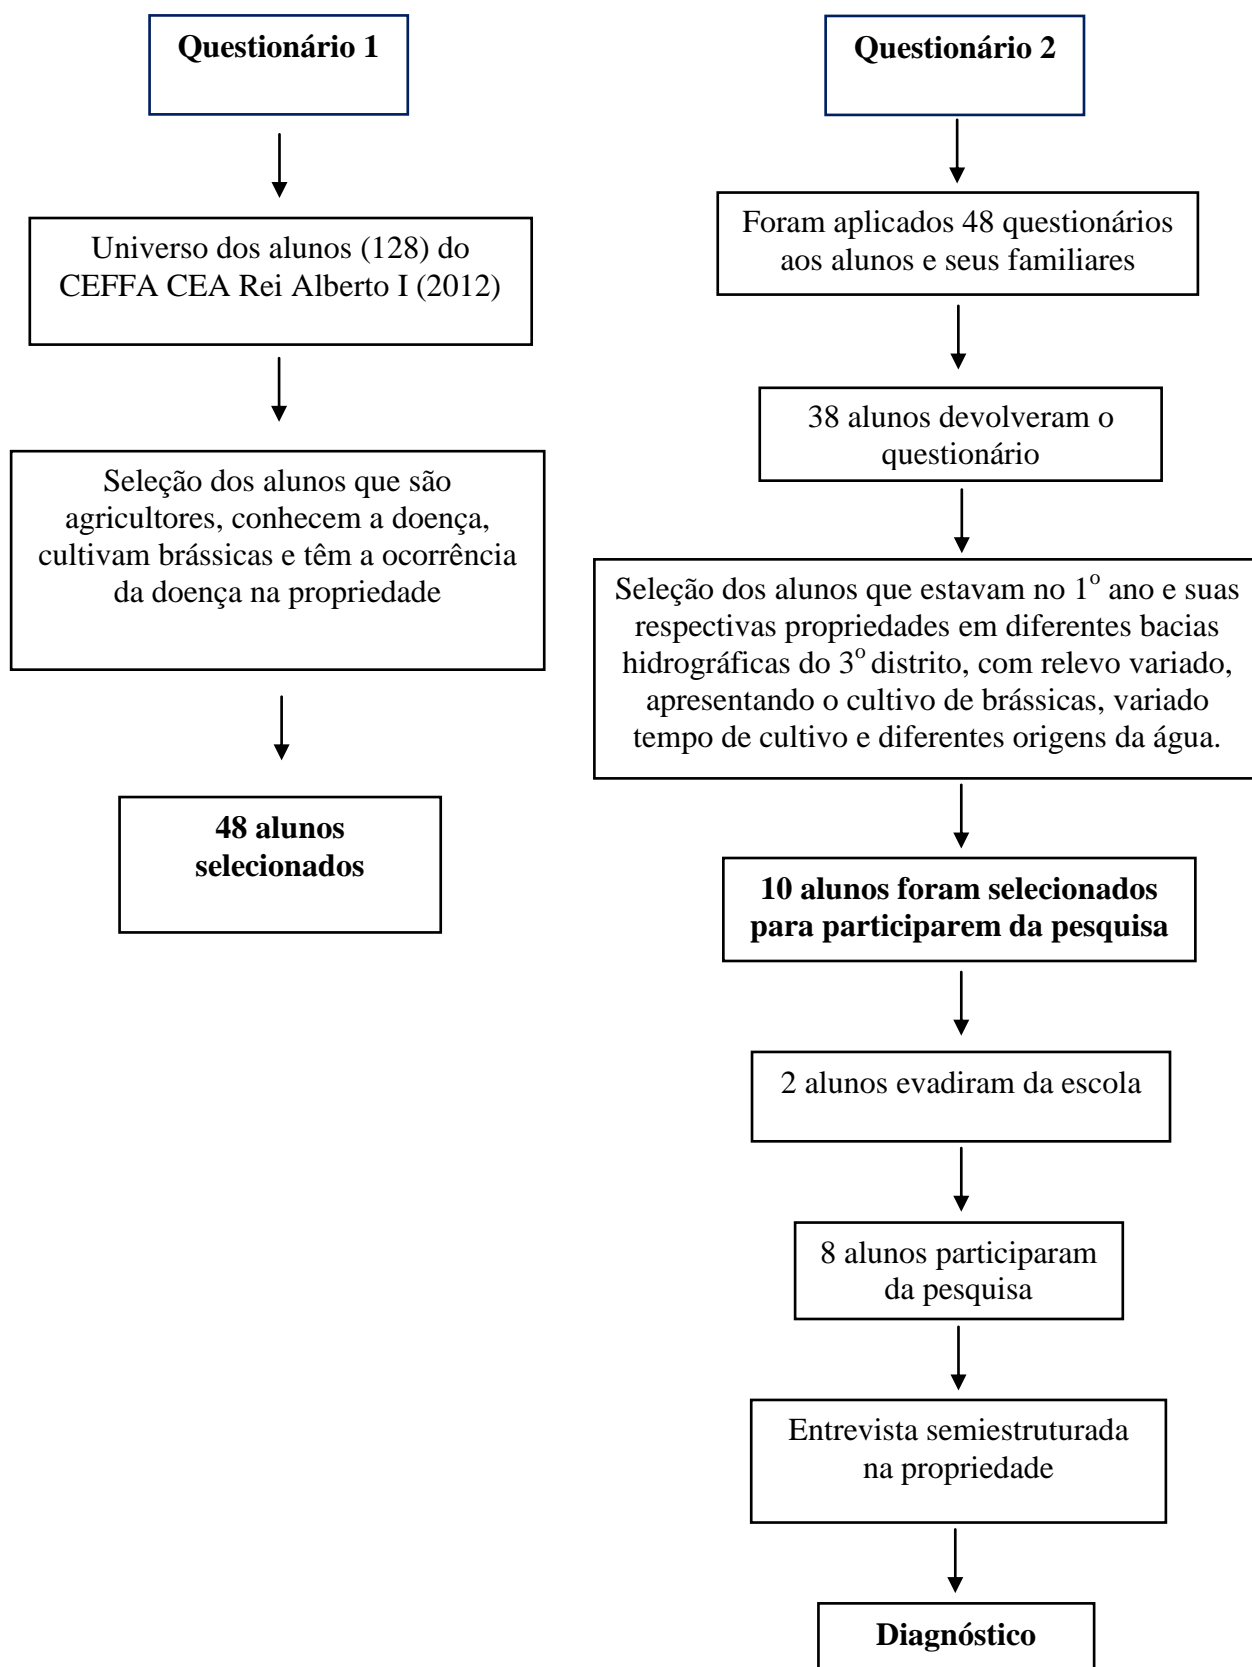 Questionário 1
Universo dos alunos (128) do
CEFFA CEA Rei Alberto I (2012)
Seleção dos alunos que são
agricultores, conhecem a doença,
cultivam brássicas e têm a ocorrência
da doença na propriedade
48 alunos
selecionados
Questionário 2
Foram aplicados 48 questionários
aos alunos e seus familiares
38 alunos devolveram o
questionário
Seleção dos alunos que estavam no 1º ano e suas
respectivas propriedades em diferentes bacias
hidrográficas do 3º distrito, com relevo variado,
apresentando o cultivo de brássicas, variado
tempo de cultivo e diferentes origens da água.
10 alunos foram selecionados
para participarem da pesquisa
2 alunos evadiram da escola
8 alunos participaram
da pesquisa
Entrevista semiestruturada
na propriedade
Diagnóstico